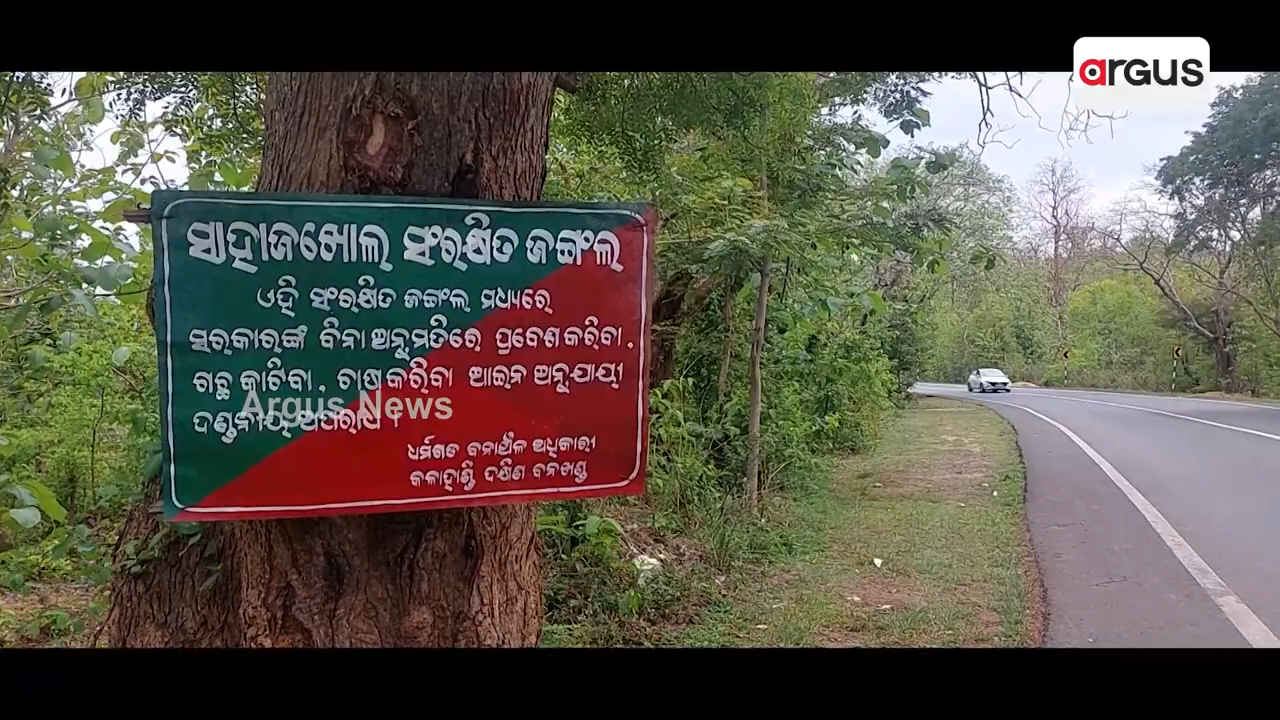 argus
ସାହାଜଖୋଲ ସଂରକ୍ଷିତ ଜଙ୍ଗଲ
ଏହି ସଂରକ୍ଷିତ ଜଙ୍ଗଲ ମଧ୍ୟରେ
ସରକାରଙ୍କ ବିନା ଅନୁମତିରେ ପ୍ରବେଶ କରିବା,
ଗଛ କାଟିବା, ଚାଷ କରିବା ଆଇନ ଅନୁଯାୟୀ
ଦଣ୍ଡନୀୟ ଅପରାଧ ।
Argus News
ଧର୍ମଗଡ ବନାଞ୍ଚଳ ଅଧିକାରୀ
କଳାହାଣ୍ଡି ଦକ୍ଷିଣ ବନଖଣ୍ଡ